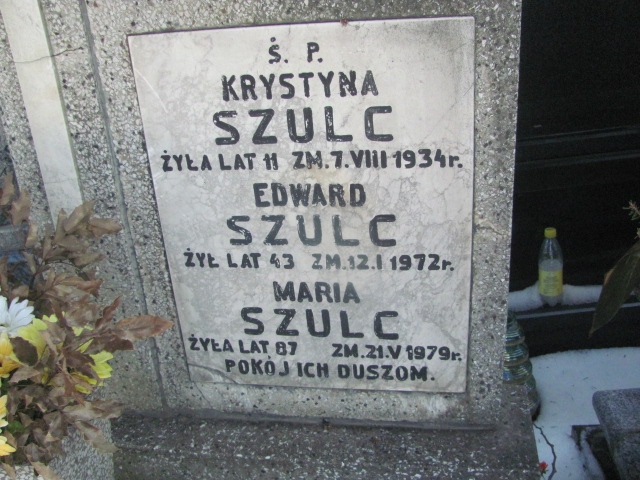 Ś. P.
KRYSTYNA
SZULC
ŻYŁA LAT 11 ZM. 7. VIII 1934 r.
EDWARD
SZULC
ŻYŁ LAT 43 ZM. 12. I 1972 r.
MARIA
SZULC
ŻYŁA LAT 87 ZM. 21. V 1979 r.
POKÓJ ICH DUSZOM.